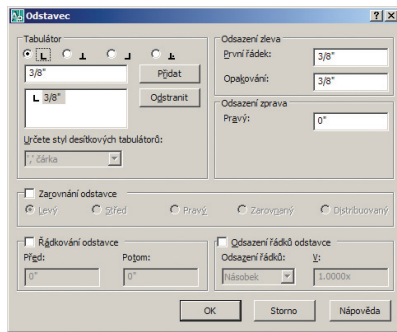 Odstavec
Tabulátor
3/8"
Přidat
3/8"
Odstranit
Určete styl desítkových tabulátorů:
',' čárka
Odsazení zleva
První řádek:
3/8"
Opakování:
3/8"
Odsazení zprava
Pravý:
0"
Zarovnání odstavce
Levý
Střed
Pravý
Zarovnaný
Distribuovaný
Řádkování odstavce
Před:
Potom:
0"
0"
Odsazení řádků odstavce
Odsazení řádků:
V:
Násobek
1.0000x
OK
Storno
Nápověda